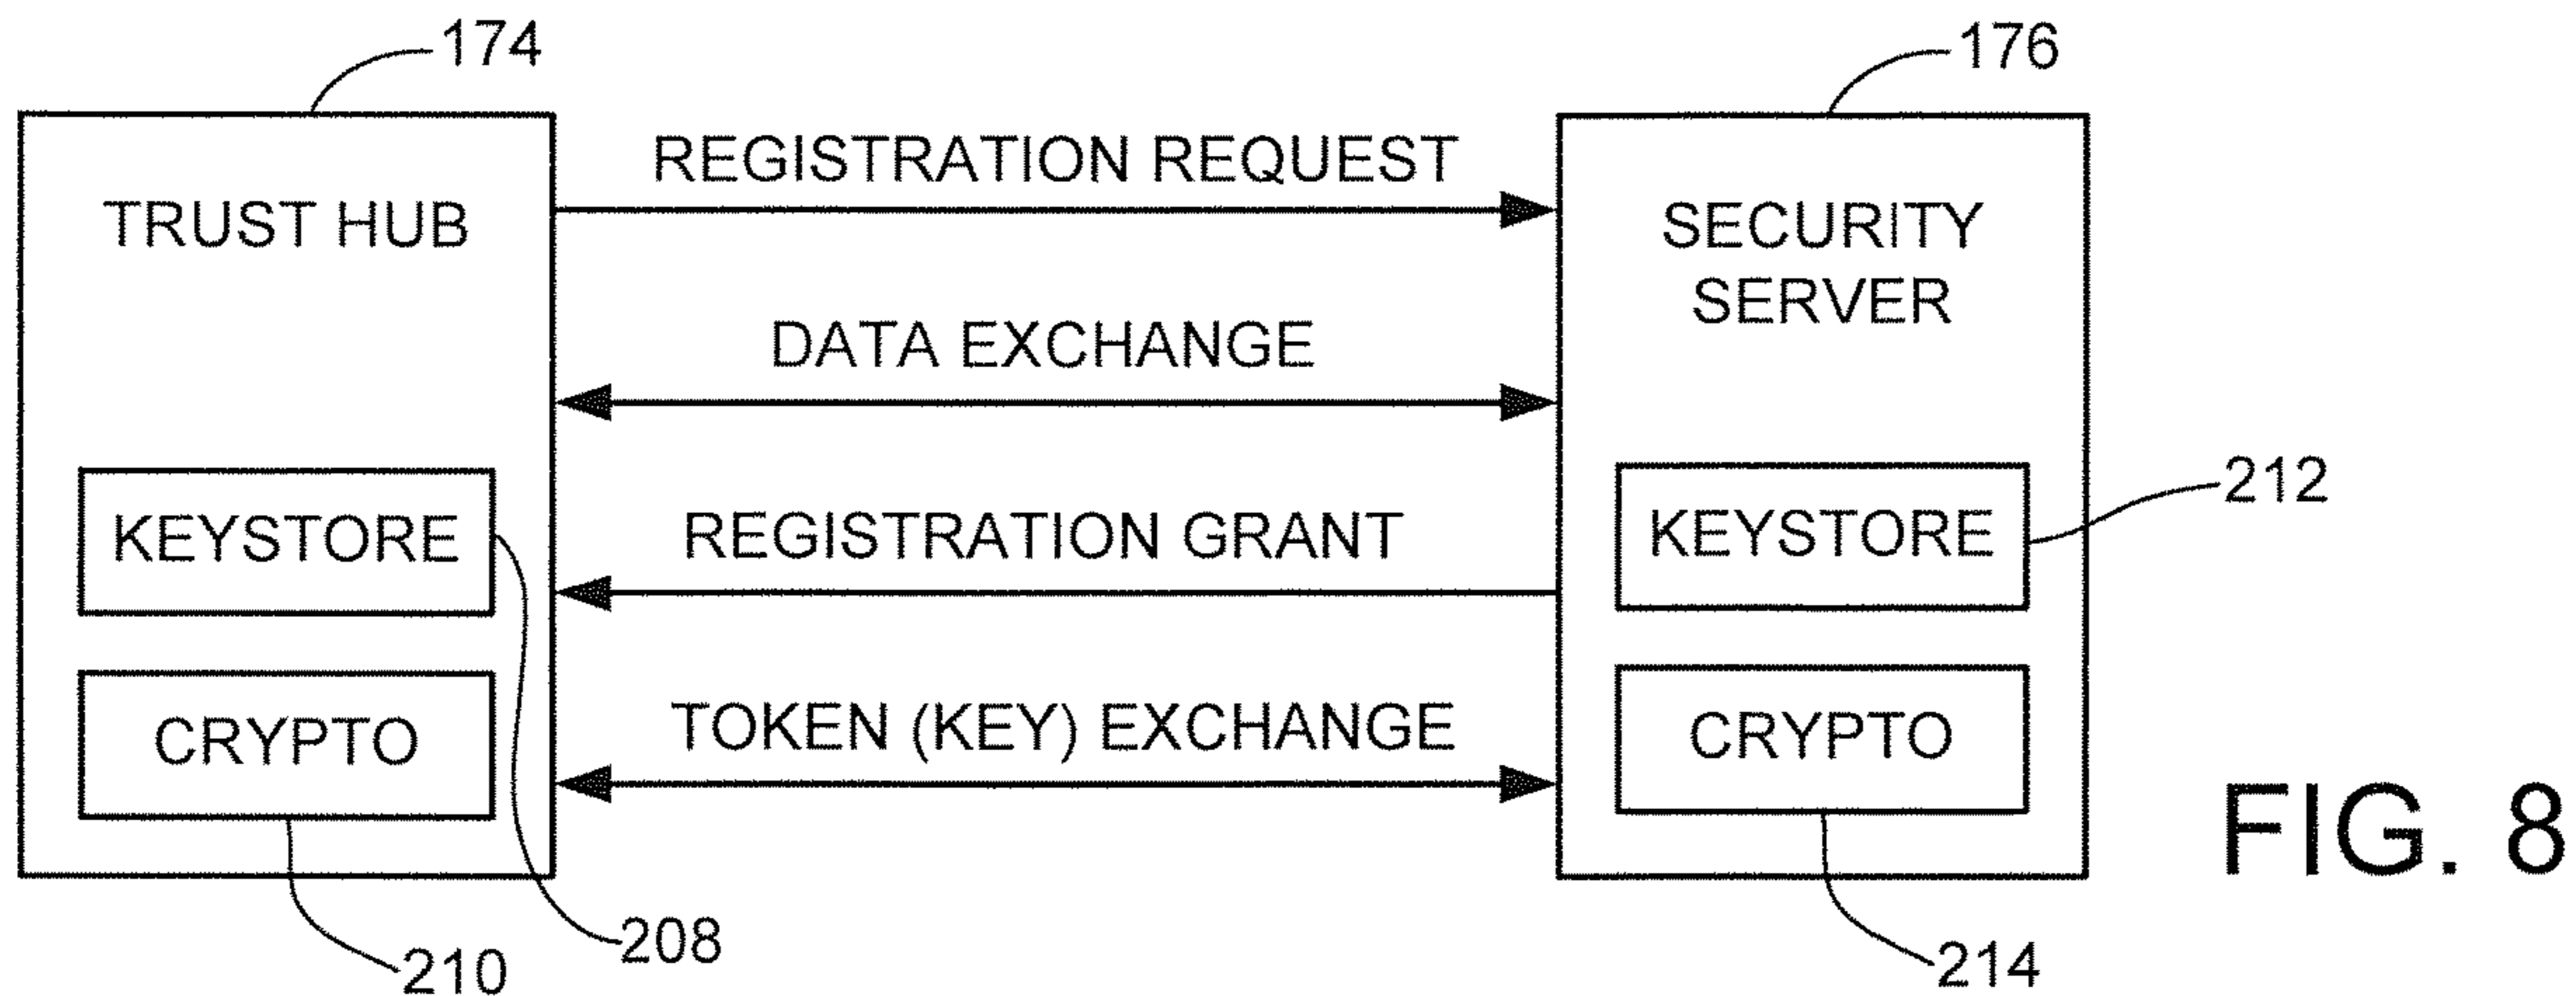 174
176
REGISTRATION REQUEST
TRUST HUB
SECURITY
SERVER
DATA EXCHANGE
212
KEYSTORE
REGISTRATION GRANT
KEYSTORE
CRYPTO
TOKEN (KEY) EXCHANGE
CRYPTO
FIG. 8
208
210
214